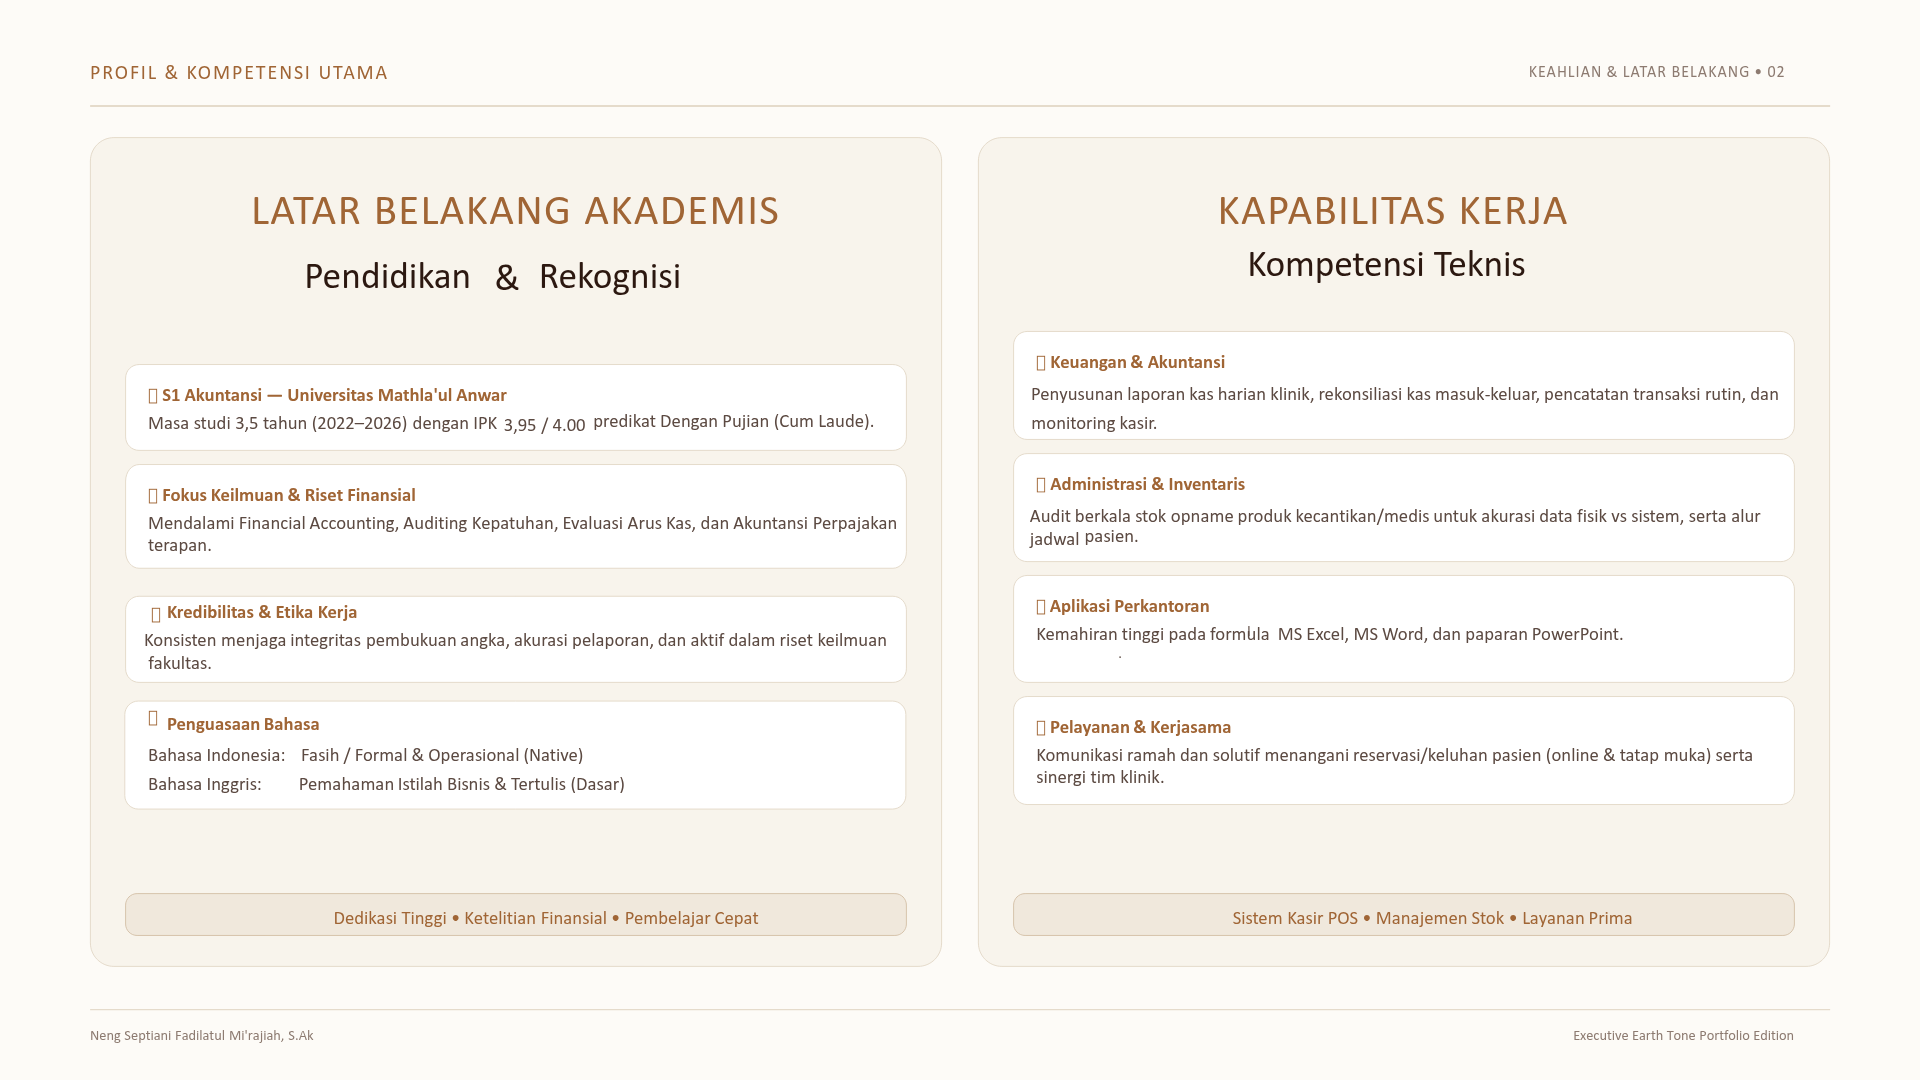 PROFIL & KOMPETENSI UTAMA
KEAHLIAN & LATAR BELAKANG • 02
LATAR BELAKANG AKADEMIS
Pendidikan & Rekognisi
S1 Akuntansi — Universitas Mathla'ul Anwar
Masa studi 3,5 tahun (2022–2026) dengan IPK 3,95 / 4.00 predikat Dengan Pujian (Cum Laude).
Fokus Keilmuan & Riset Finansial
Mendalami Financial Accounting, Auditing Kepatuhan, Evaluasi Arus Kas, dan Akuntansi Perpajakan
terapan.
Kredibilitas & Etika Kerja
Konsisten menjaga integritas pembukuan angka, akurasi pelaporan, dan aktif dalam riset keilmuan
fakultas.
Penguasaan Bahasa
Bahasa Indonesia: Fasih / Formal & Operasional (Native)
Bahasa Inggris: Pemahaman Istilah Bisnis & Tertulis (Dasar)
Dedikasi Tinggi • Ketelitian Finansial • Pembelajar Cepat
KAPABILITAS KERJA
Kompetensi Teknis
Keuangan & Akuntansi
Penyusunan laporan kas harian klinik, rekonsiliasi kas masuk-keluar, pencatatan transaksi rutin, dan
monitoring kasir.
Administrasi & Inventaris
Audit berkala stok opname produk kecantikan/medis untuk akurasi data fisik vs sistem, serta alur
jadwal pasien.
Aplikasi Perkantoran
Kemahiran tinggi pada formula MS Excel, MS Word, dan paparan PowerPoint.
Pelayanan & Kerjasama
Komunikasi ramah dan solutif menangani reservasi/keluhan pasien (online & tatap muka) serta
sinergi tim klinik.
Sistem Kasir POS • Manajemen Stok • Layanan Prima
Neng Septiani Fadilatul Mi'rajiah, S.Ak
Executive Earth Tone Portfolio Edition